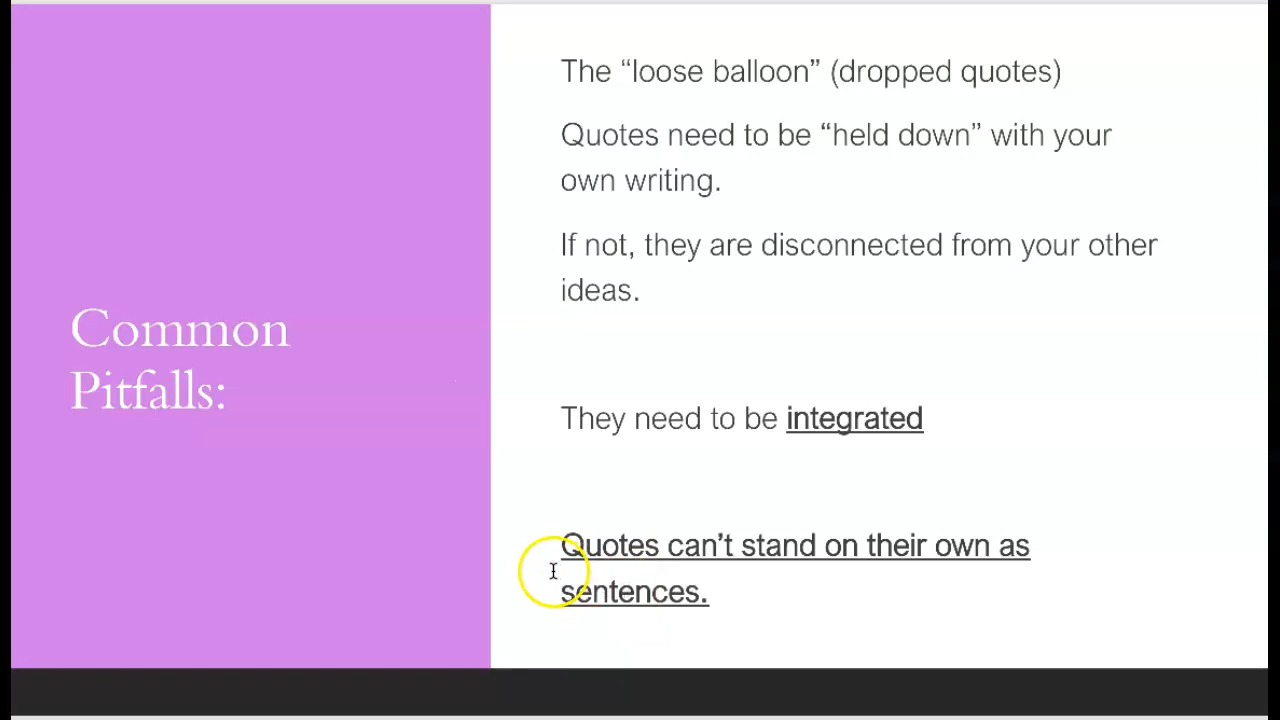 Common
Pitfalls:
The “loose balloon” (dropped quotes)
Quotes need to be “held down” with your
own writing.
If not, they are disconnected from your other
ideas.
They need to be integrated
Quotes can’t stand on their own as
sentences.